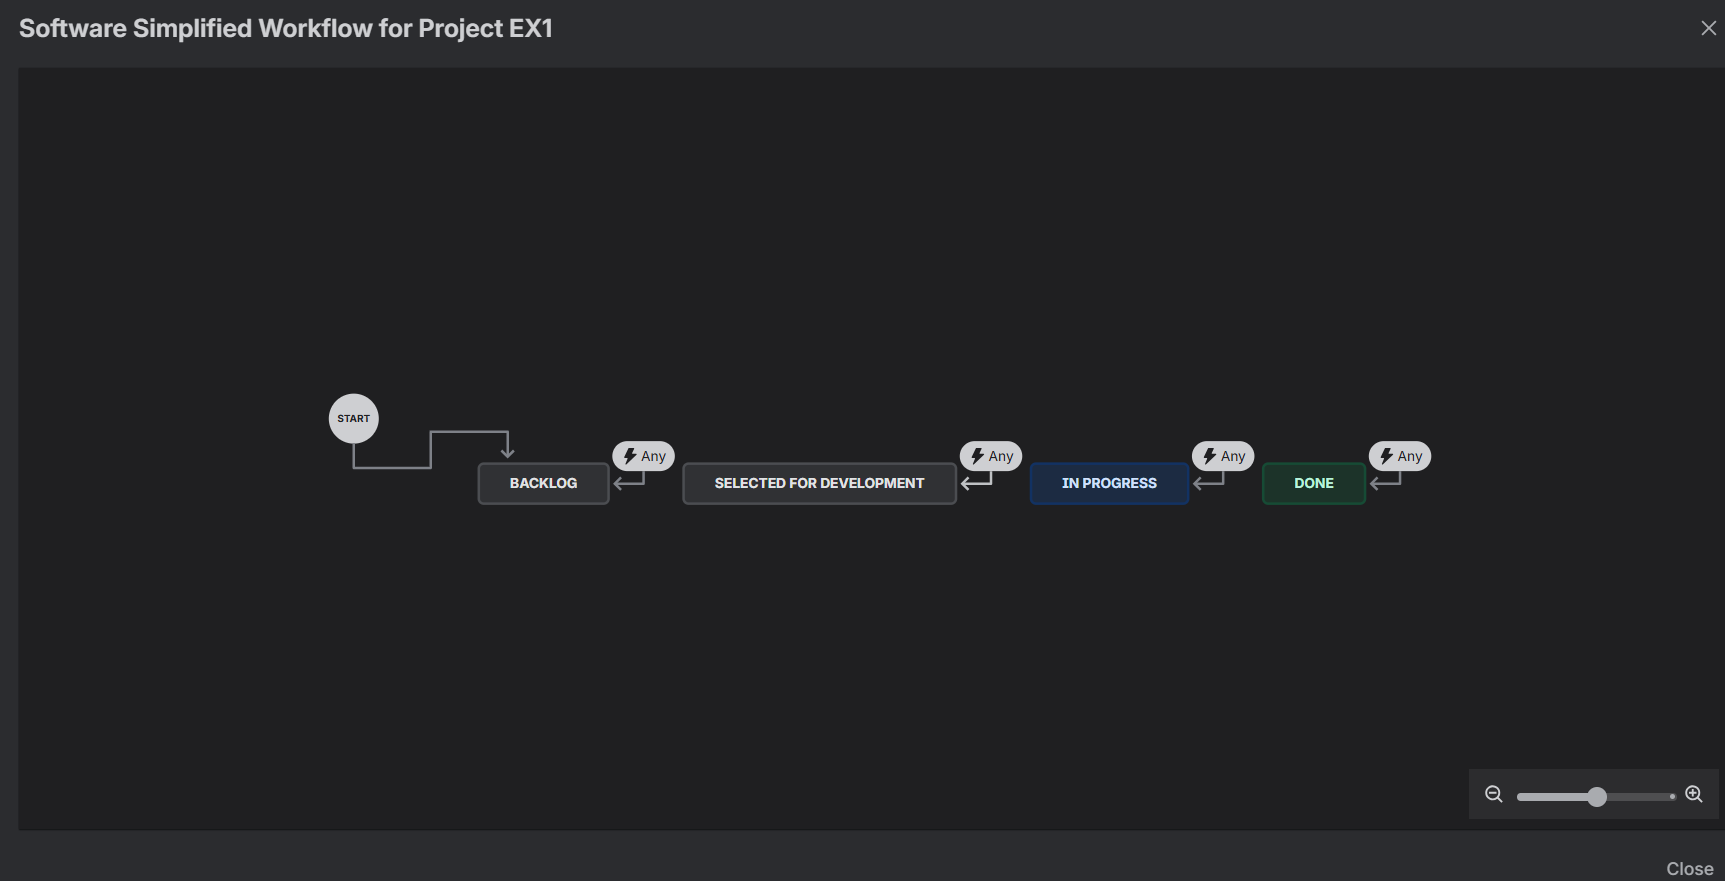 Software Simplified Workflow for Project EX1
START
Any
Any
Any
Any
BACKLOG
SELECTED FOR DEVELOPMENT
IN PROGRESS
DONE
Close